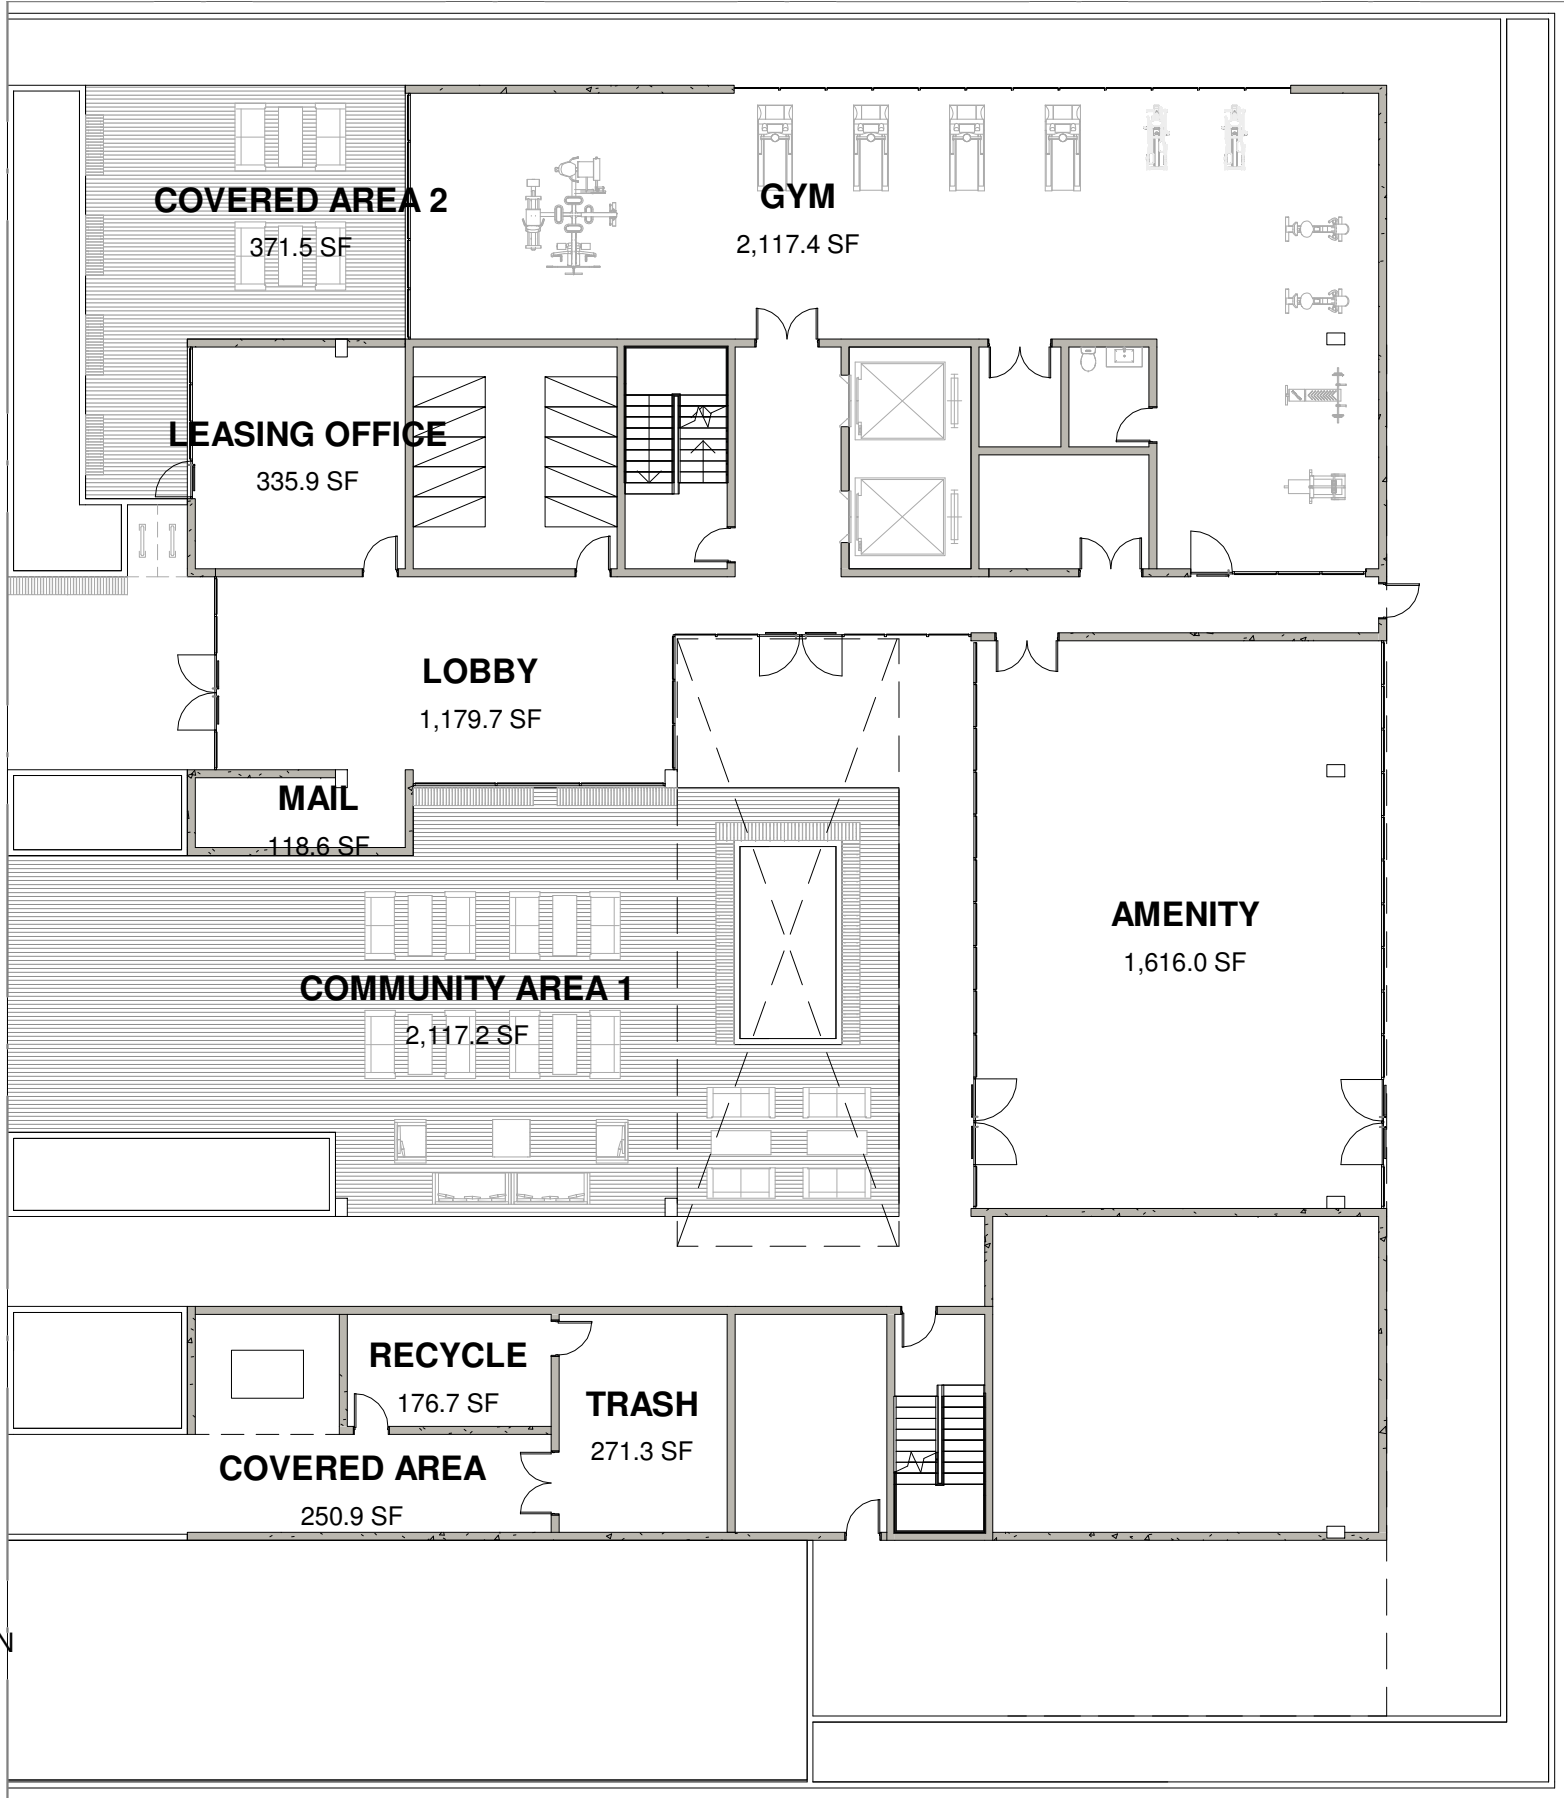 COVERED AREA 2
371.5 SF
GYM
2,117.4 SF
LEASING OFFICE
335.9 SF
LOBBY
1,179.7 SF
MAIL
118.6 SF
AMENITY
1,616.0 SF
COMMUNITY AREA 1
2,117.2 SF
RECYCLE
176.7 SF
TRASH
271.3 SF
COVERED AREA
250.9 SF
N